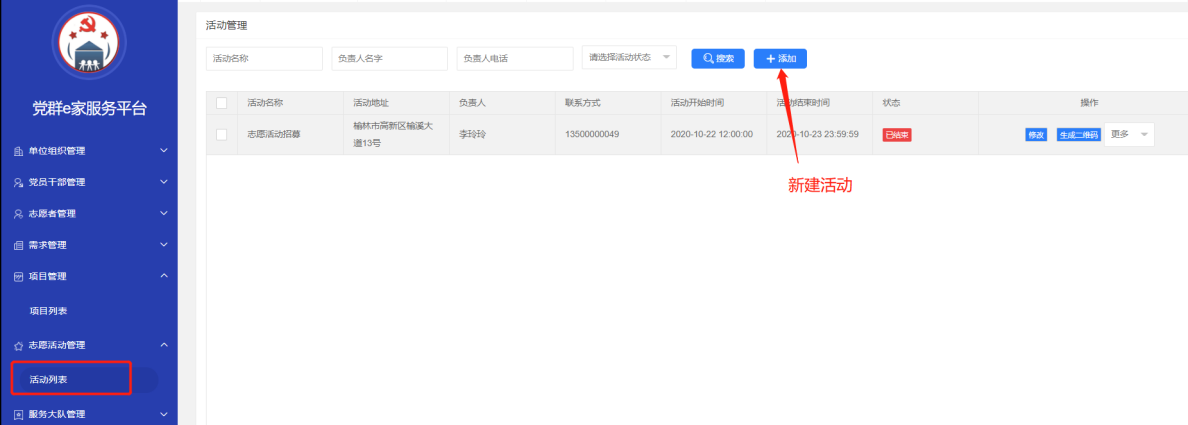 党群e家服务平台
单位组织管理
党员干部管理
志愿者管理
需求管理
项目管理
项目列表
志愿活动管理
活动列表
服务大队管理
活动管理
活动名称 负责人名字 负责人电话 请选择活动状态 搜索 添加
活动名称 活动地址 负责人 联系方式 活动开始时间 活动结束时间 状态 操作
志愿活动招募 榆林市高新区榆溪大 李玲玲 13500000049 2020-10-22 12:00:00 2020-10-23 23:59:59 已结束 修改 生成二维码 更多
道13号
新建活动